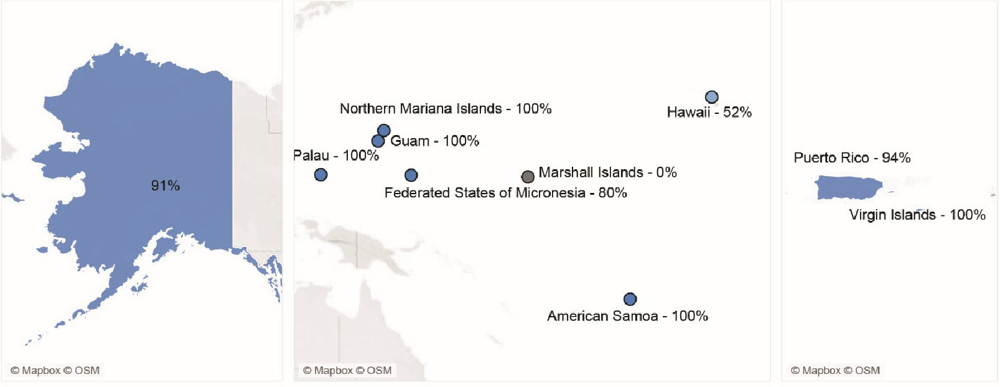 91%
© Mapbox © OSM
Northern Mariana Islands - 100%
Hawaii - 52%
Guam - 100%
Palau - 100%
Marshall Islands - 0%
Federated States of Micronesia - 80%
American Samoa - 100%
© Mapbox © OSM
Puerto Rico - 94%
Virgin Islands - 100%
© Mapbox © OSM